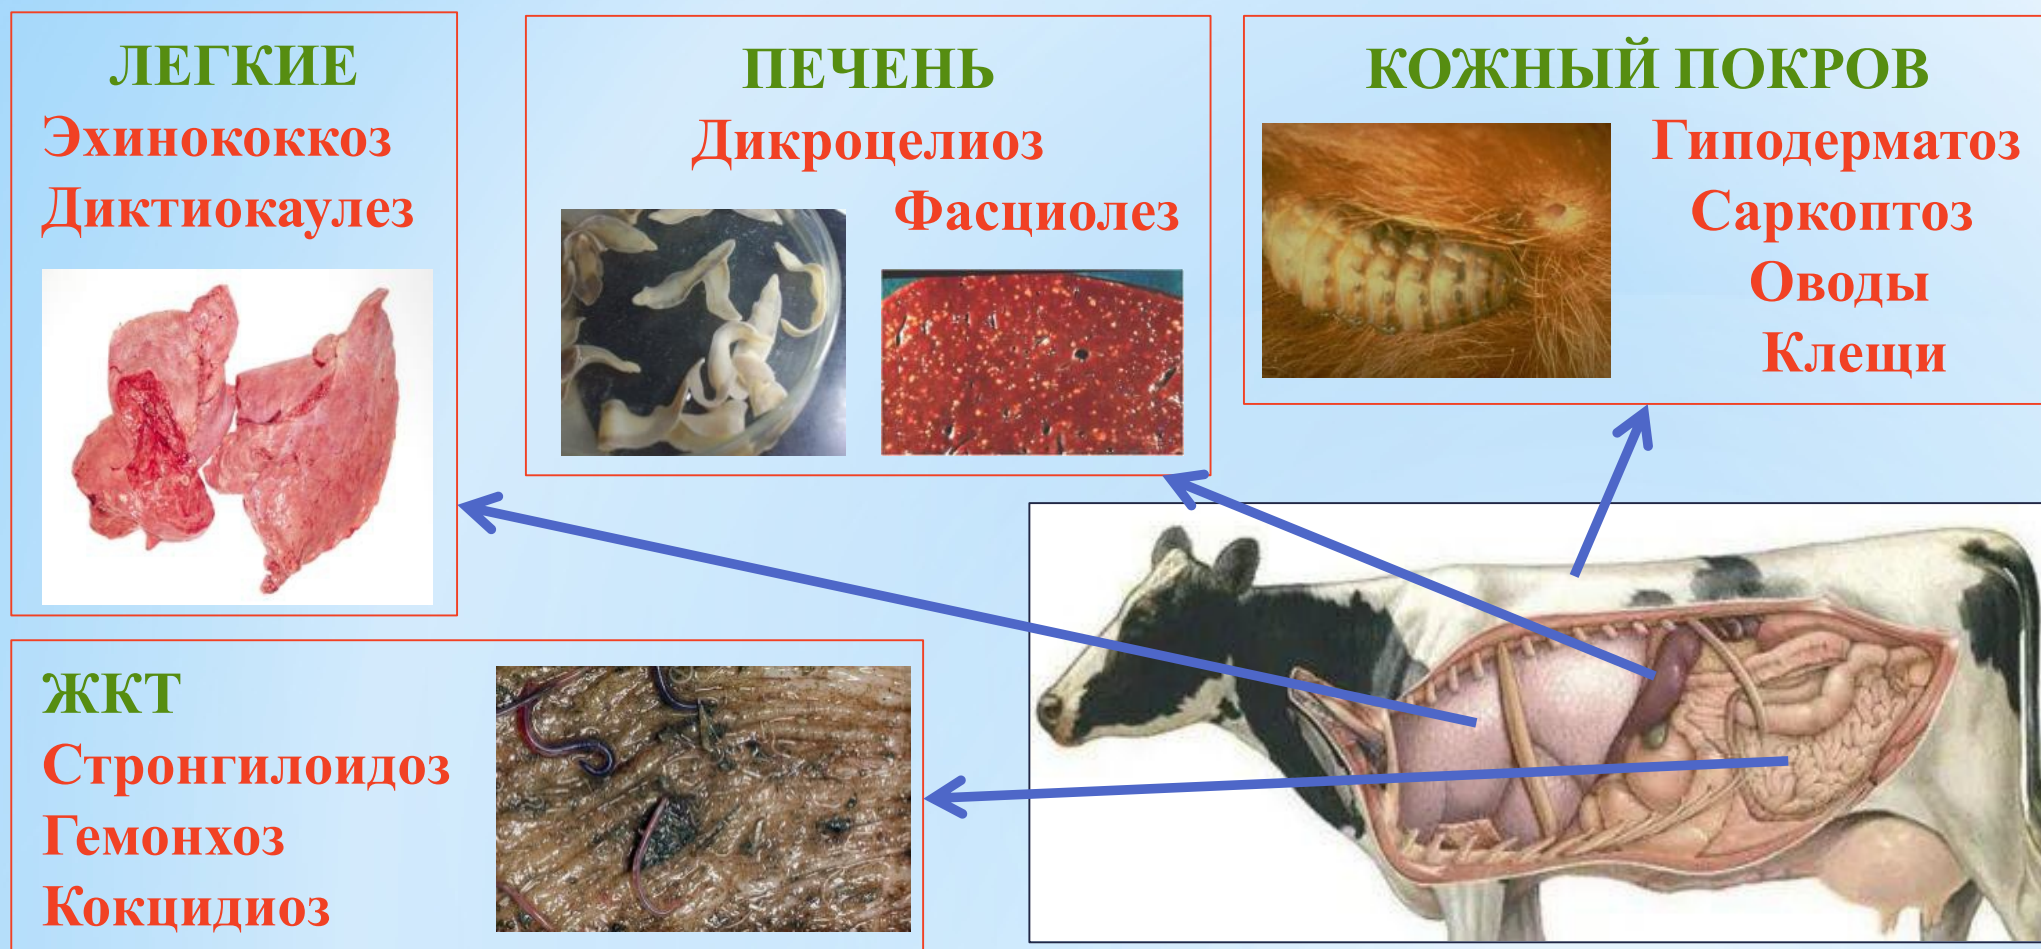 ЛЕГКИЕ
Эхинококкоз
Диктиокаулез
ПЕЧЕНЬ
Дикроцелиоз
Фасциолез
КОЖНЫЙ ПОКРОВ
Гиподерматоз
Саркоптоз
Оводы
Клещи
ЖКТ
Стронгилоидоз
Гемонхоз
Кокцидиоз